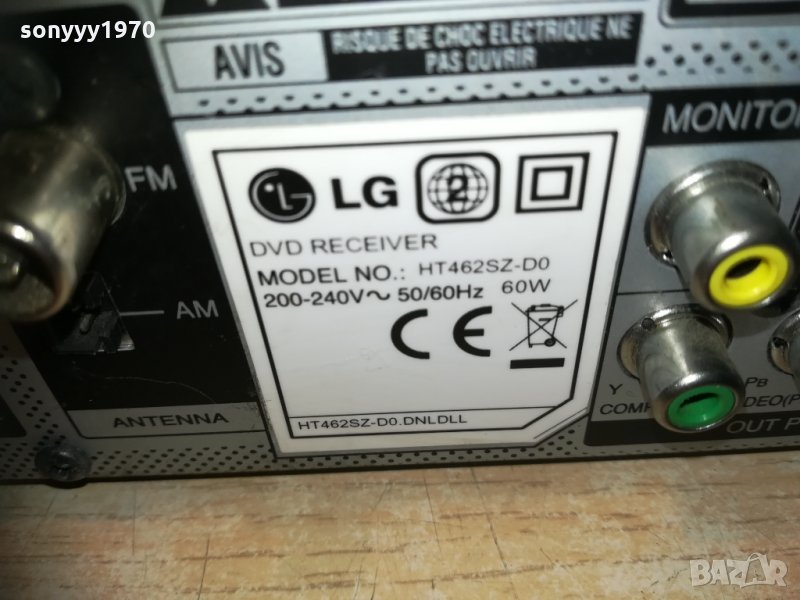 sonyyy1970
AVIS
RISQUE DE CHOC ELECTRIQUE NE
PAS OUVRIR
MONITO
FM
LG
2
DVD RECEIVER
MODEL NO.: HT462SZ-D0
200-240V~ 50/60Hz 60W
AM
CE
ANTENNA
HT462SZ-D0.DNLDLL
Y
PB
COMP
DEO(P
OUT P
BAZAR